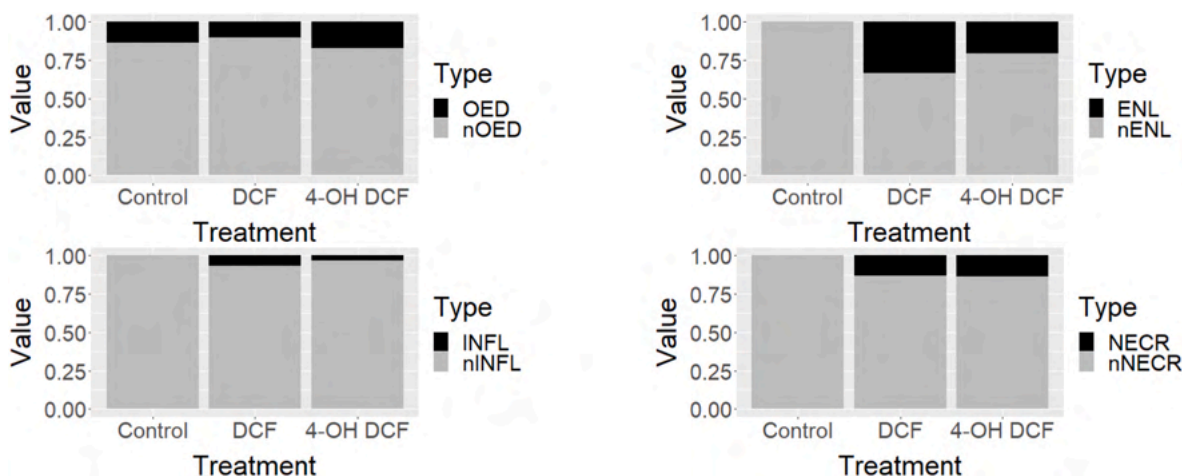 1.00
0.75
0.50
0.25
0.00
Value
Control DCF 4-OH DCF
Treatment
Type
OED
nOED
1.00
0.75
0.50
0.25
0.00
Value
Control DCF 4-OH DCF
Treatment
Type
ENL
nENL
1.00
0.75
0.50
0.25
0.00
Value
Control DCF 4-OH DCF
Treatment
Type
INFL
nINFL
1.00
0.75
0.50
0.25
0.00
Value
Control DCF 4-OH DCF
Treatment
Type
NECR
nNECR